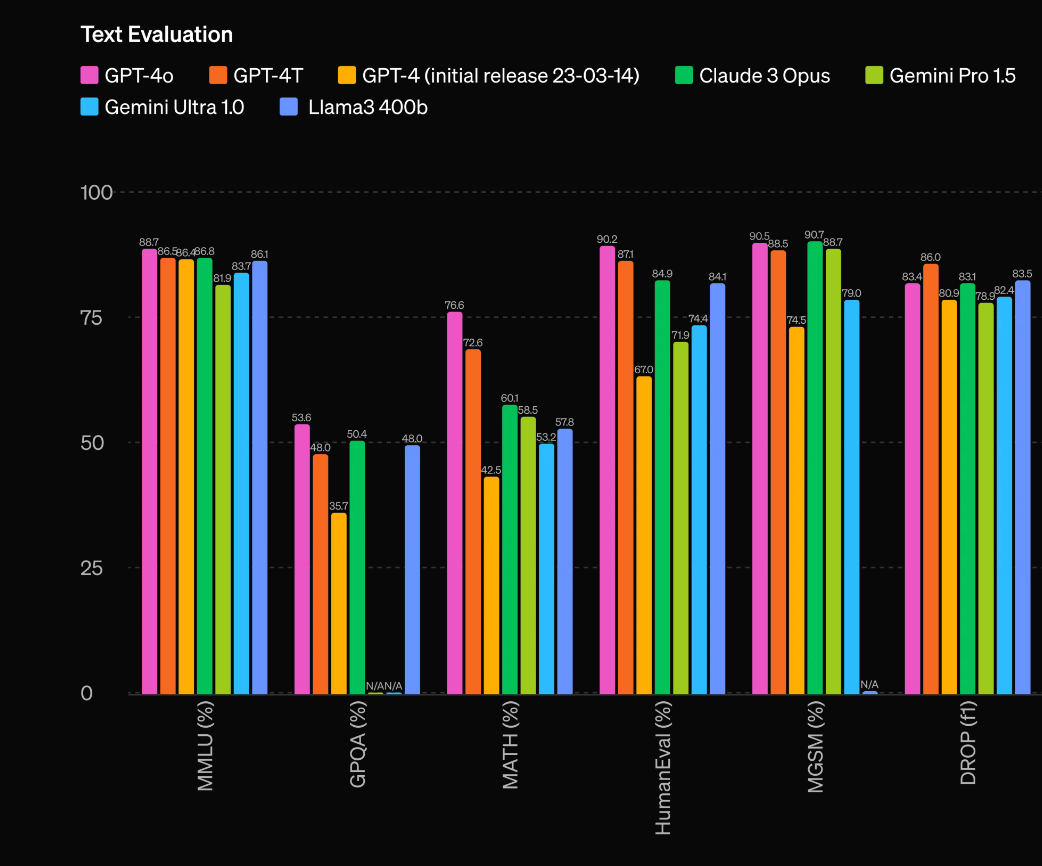 Text Evaluation
GPT-4o GPT-4T GPT-4 (initial release 23-03-14) Claude 3 Opus Gemini Pro 1.5
Gemini Ultra 1.0 Llama3 400b
100
75
50
25
0
88.7 86.5 86.4 86.8 81.9 83.7 86.1
53.6 48.0 35.7 50.4 N/A N/A 48.0
76.6 72.6 42.5 60.1 58.5 53.2 57.8
90.2 87.1 67.0 84.9 71.9 74.4 84.1
90.5 88.5 74.5 90.7 88.7 79.0 N/A
83.4 86.0 80.9 83.1 78.9 82.4 83.5
MMLU (%)
GPQA (%)
MATH (%)
HumanEval (%)
MGSM (%)
DROP (f1)